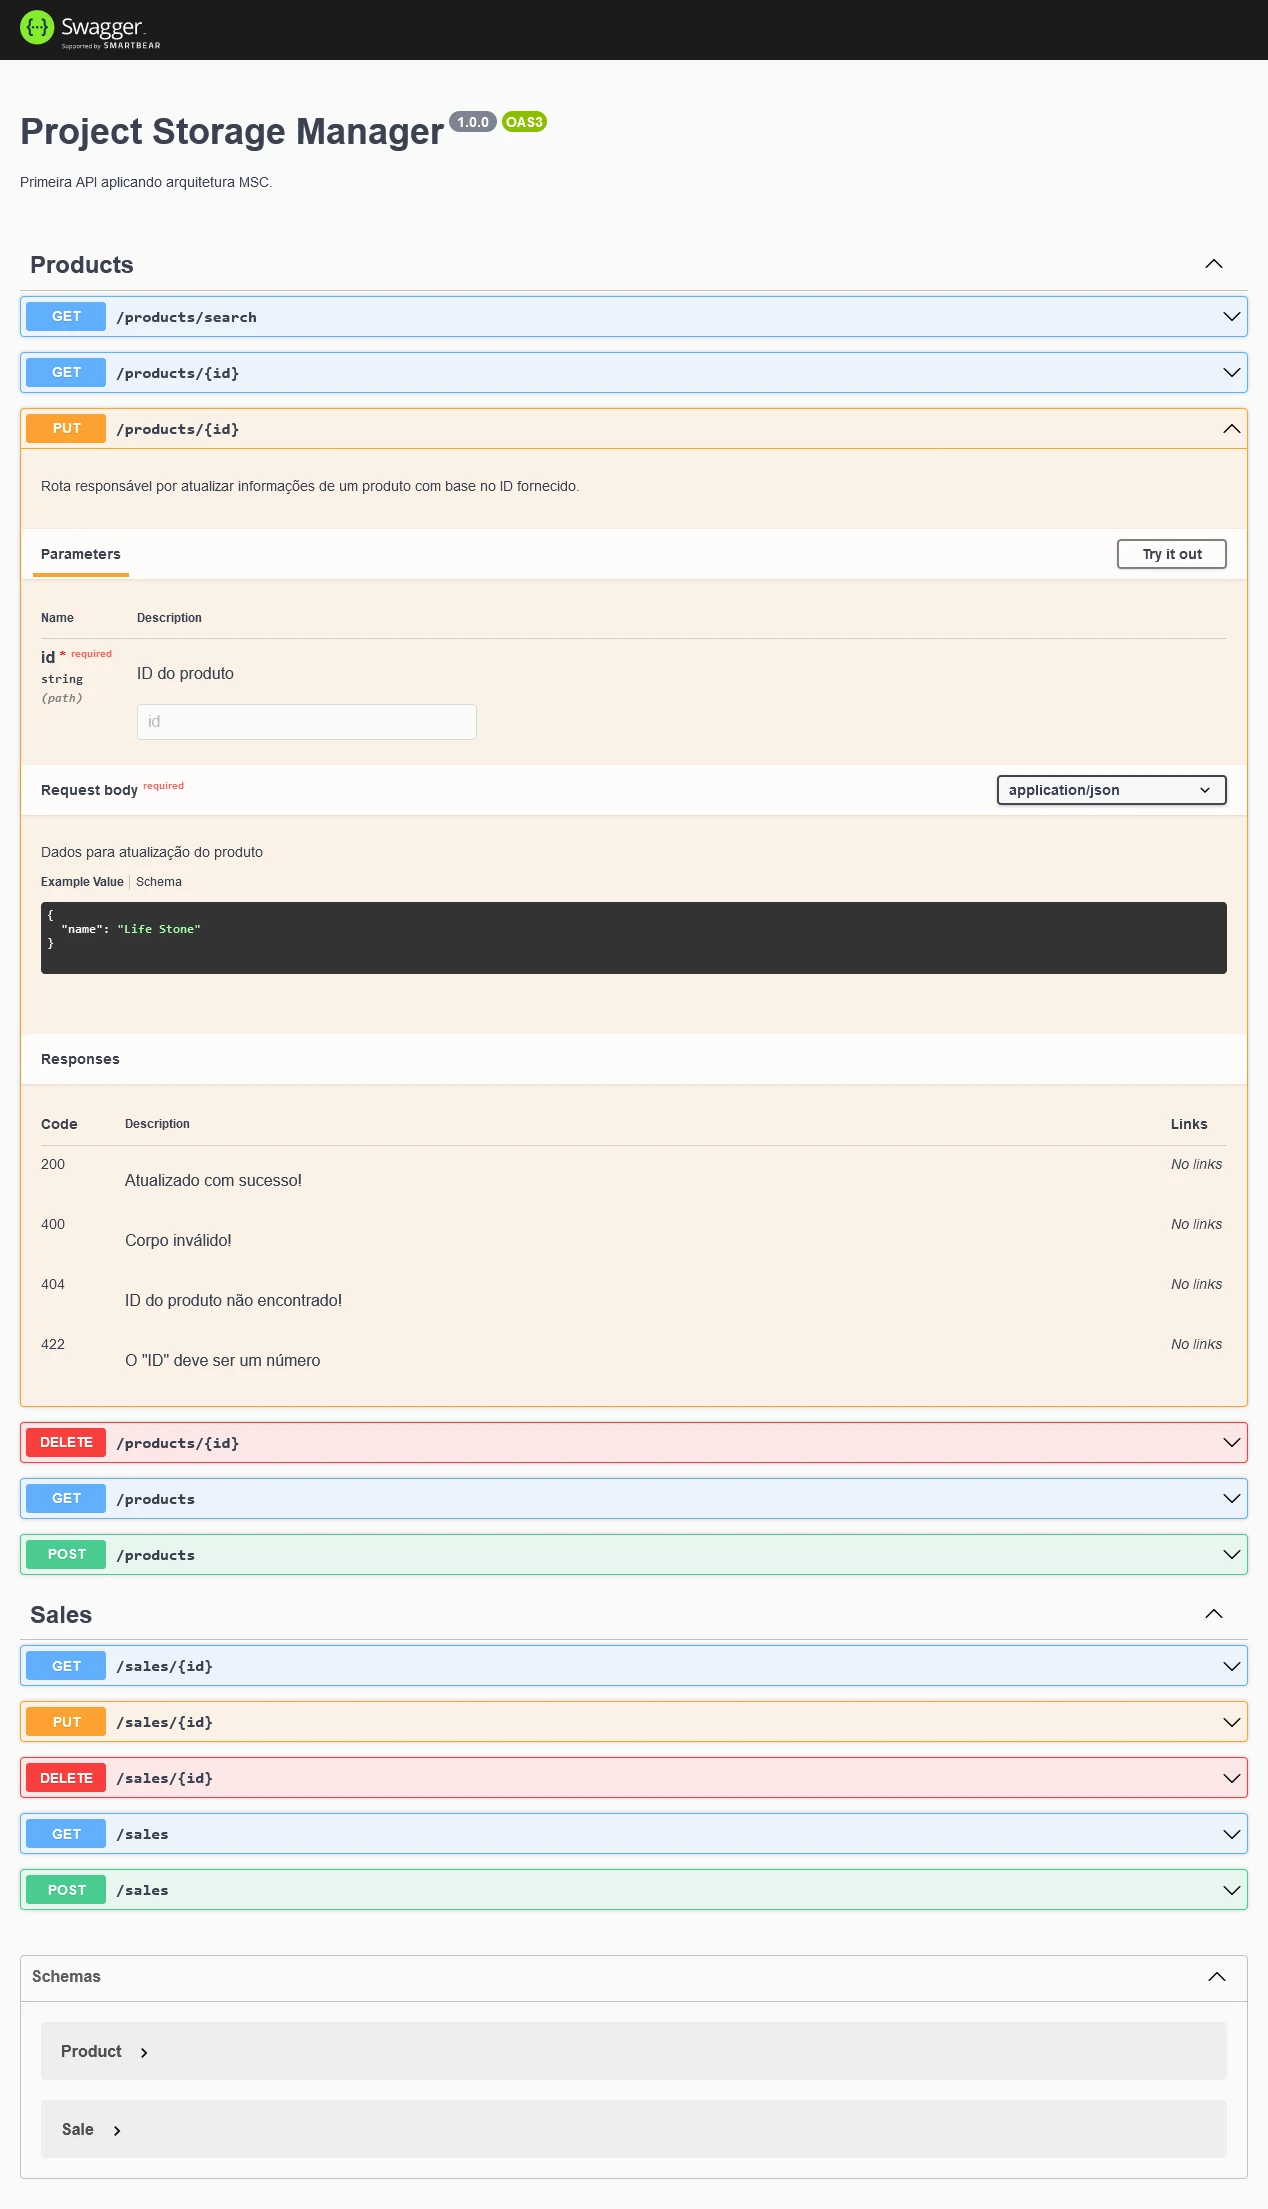 Swagger.
Supported by SMARTBEAR
Project Storage Manager 1.0.0 OAS3
Primeira API aplicando arquitetura MSC.
Products
GET /products/search
GET /products/{id}
PUT /products/{id}
Rota responsável por atualizar informações de um produto com base no ID fornecido.
Parameters Try it out
Name Description
id * required
string
(path)
ID do produto
id
Request body required application/json
Dados para atualização do produto
Example Value Schema
{
"name": "Life Stone"
}
Responses
Code Description Links
200 Atualizado com sucesso! No links
400 Corpo inválido! No links
404 ID do produto não encontrado! No links
422 O "ID" deve ser um número No links
DELETE /products/{id}
GET /products
POST /products
Sales
GET /sales/{id}
PUT /sales/{id}
DELETE /sales/{id}
GET /sales
POST /sales
Schemas
Product
Sale